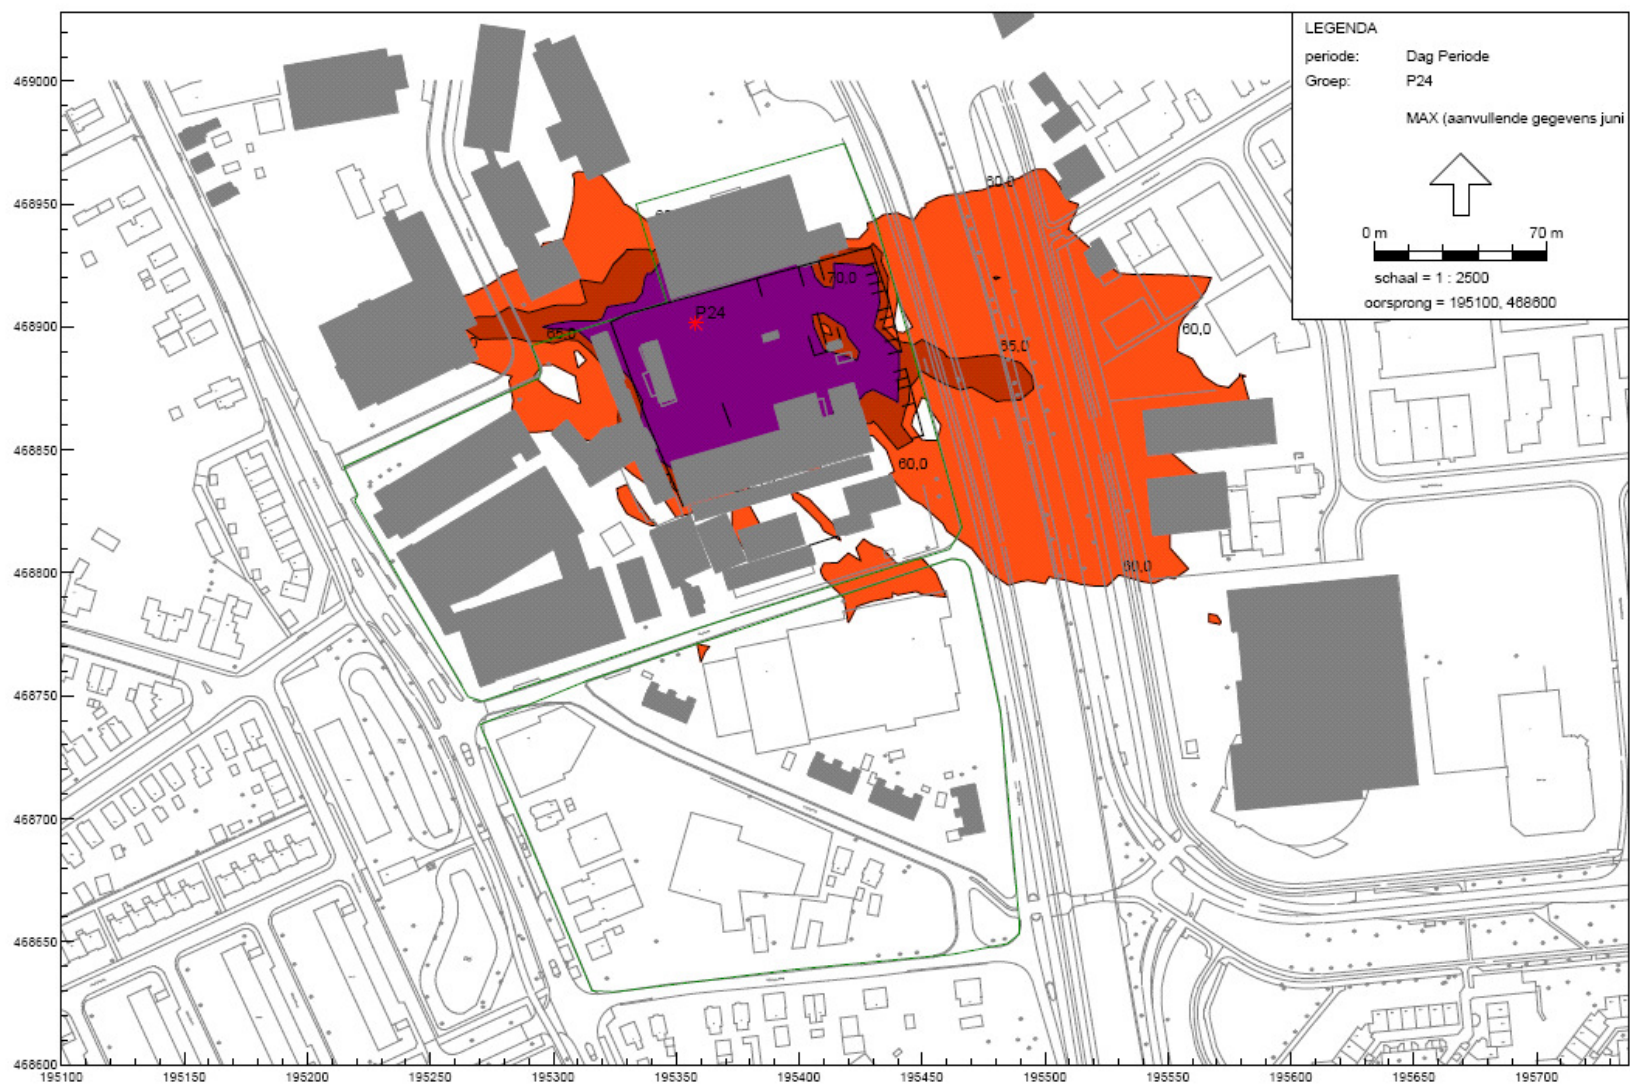 LEGENDA
periode: Dag Periode
Groep: P24
MAX (aanvullende gegevens juni
0 m 70 m
schaal = 1 : 2500
oorsprong = 195100, 468600
469000
468950
468900
468850
468800
468750
468700
468650
468600
60,0
70,0
P24
65,0
65,0
60,0
60,0
60,0
195100 195150 195200 195250 195300 195350 195400 195450 195500 195550 195600 195650 195700